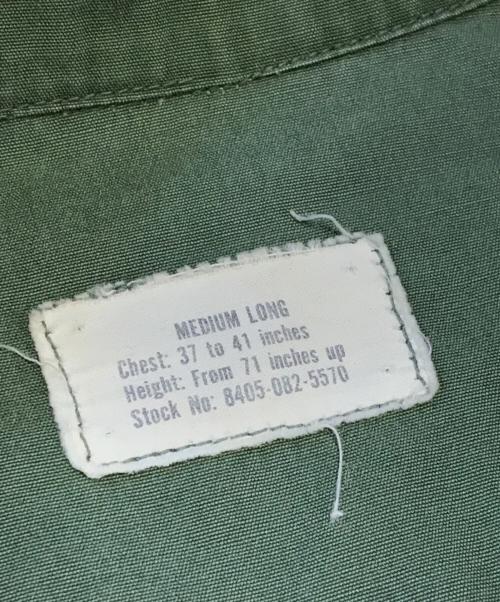 MEDIUM LONG
Chest: 37 to 41 inches
Height: From 71 inches up
Stock No: 8405-082-5570